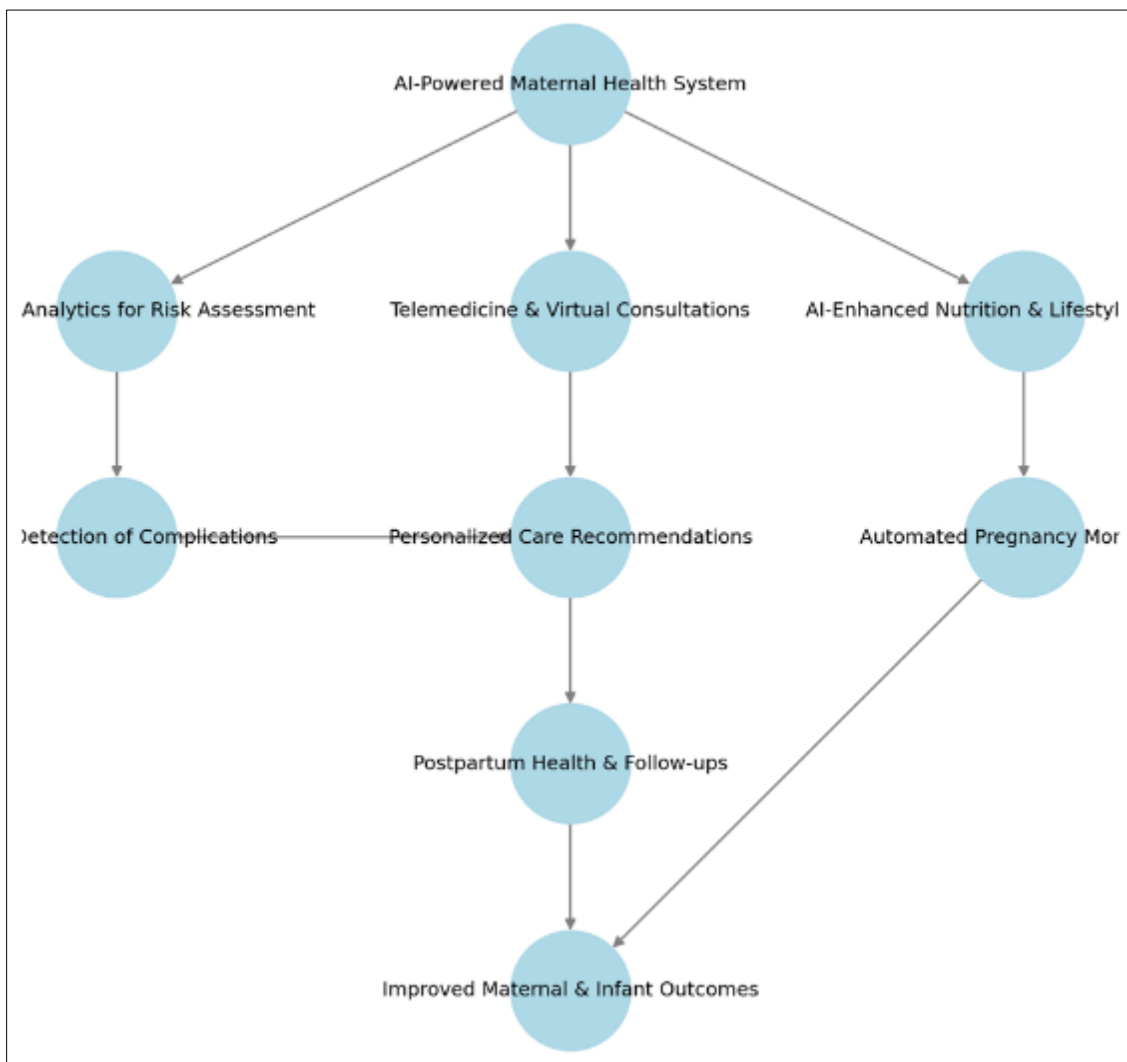 AI-Powered Maternal Health System
Analytics for Risk Assessment
Telemedicine & Virtual Consultations
AI-Enhanced Nutrition & Lifestyl
Detection of Complications
Personalized Care Recommendations
Automated Pregnancy Mor
Postpartum Health & Follow-ups
Improved Maternal & Infant Outcomes